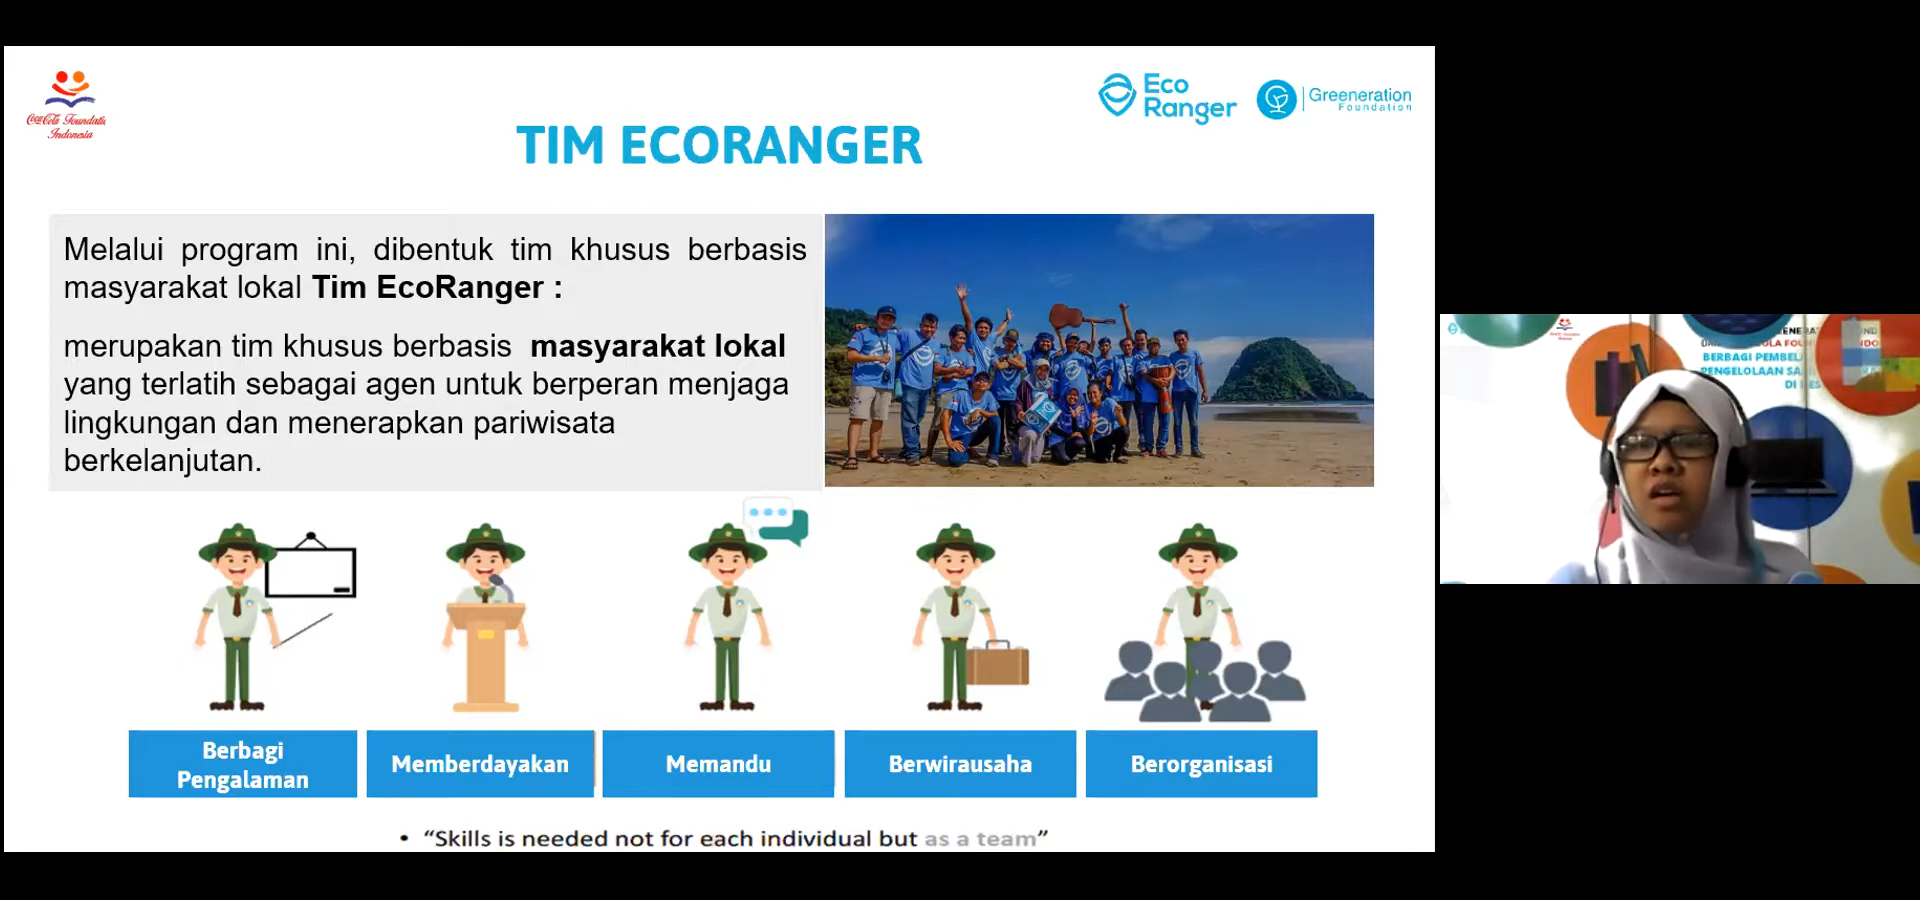 Coca-Cola Foundation
Indonesia
Eco
Ranger
Greeneration
Foundation
TIM ECORANGER
Melalui program ini, dibentuk tim khusus berbasis
masyarakat lokal Tim EcoRanger :
merupakan tim khusus berbasis masyarakat lokal
yang terlatih sebagai agen untuk berperan menjaga
lingkungan dan menerapkan pariwisata
berkelanjutan.
Berbagi
Pengalaman
Memberdayakan
Memandu
Berwirausaha
Berorganisasi
• “Skills is needed not for each individual but as a team”
BERBAGI